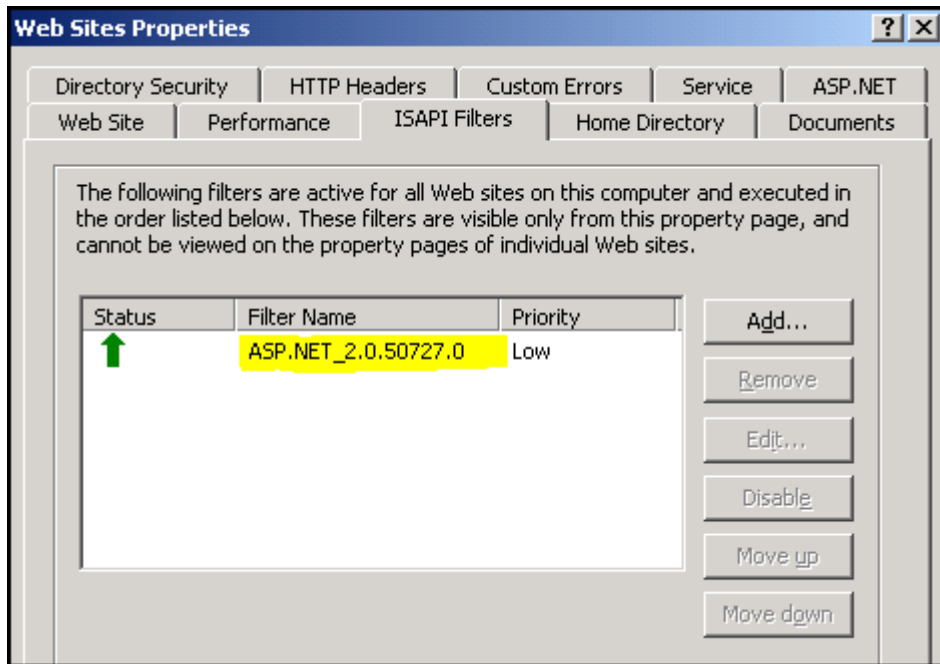 Web Sites Properties
Directory Security HTTP Headers Custom Errors Service ASP.NET
Web Site Performance ISAPI Filters Home Directory Documents
The following filters are active for all Web sites on this computer and executed in
the order listed below. These filters are visible only from this property page, and
cannot be viewed on the property pages of individual Web sites.
Status Filter Name Priority
ASP.NET_2.0.50727.0 Low
Add...
Remove
Edit...
Disable
Move up
Move down